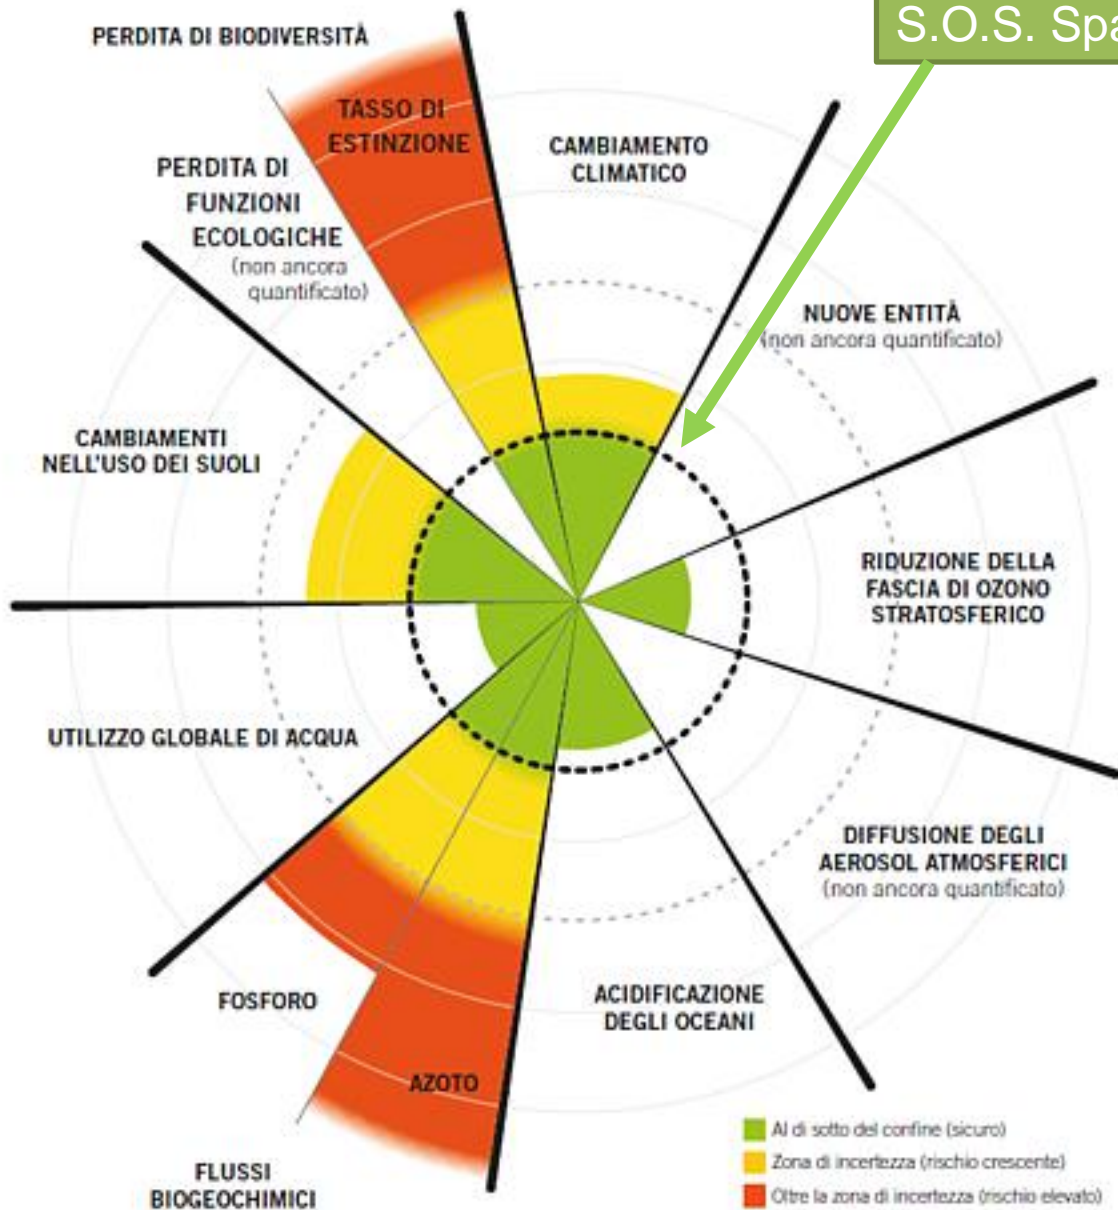 S.O.S. Spa
PERDITA DI BIODIVERSITÀ
TASSO DI
ESTINZIONE
PERDITA DI
FUNZIONI
ECOLOGICHE
(non ancora
quantificato)
CAMBIAMENTO
CLIMATICO
NUOVE ENTITÀ
(non ancora quantificato)
CAMBIAMENTI
NELL'USO DEI SUOLI
RIDUZIONE DELLA
FASCIA DI OZONO
STRATOSFERICO
UTILIZZO GLOBALE DI ACQUA
DIFFUSIONE DEGLI
AEROSOL ATMOSFERICI
(non ancora quantificato)
FOSFORO
ACIDIFICAZIONE
DEGLI OCEANI
AZOTO
FLUSSI
BIOGEOCHIMICI
Al di sotto del confine (sicuro)
Zona di incertezza (rischio crescente)
Oltre la zona di incertezza (rischio elevato)